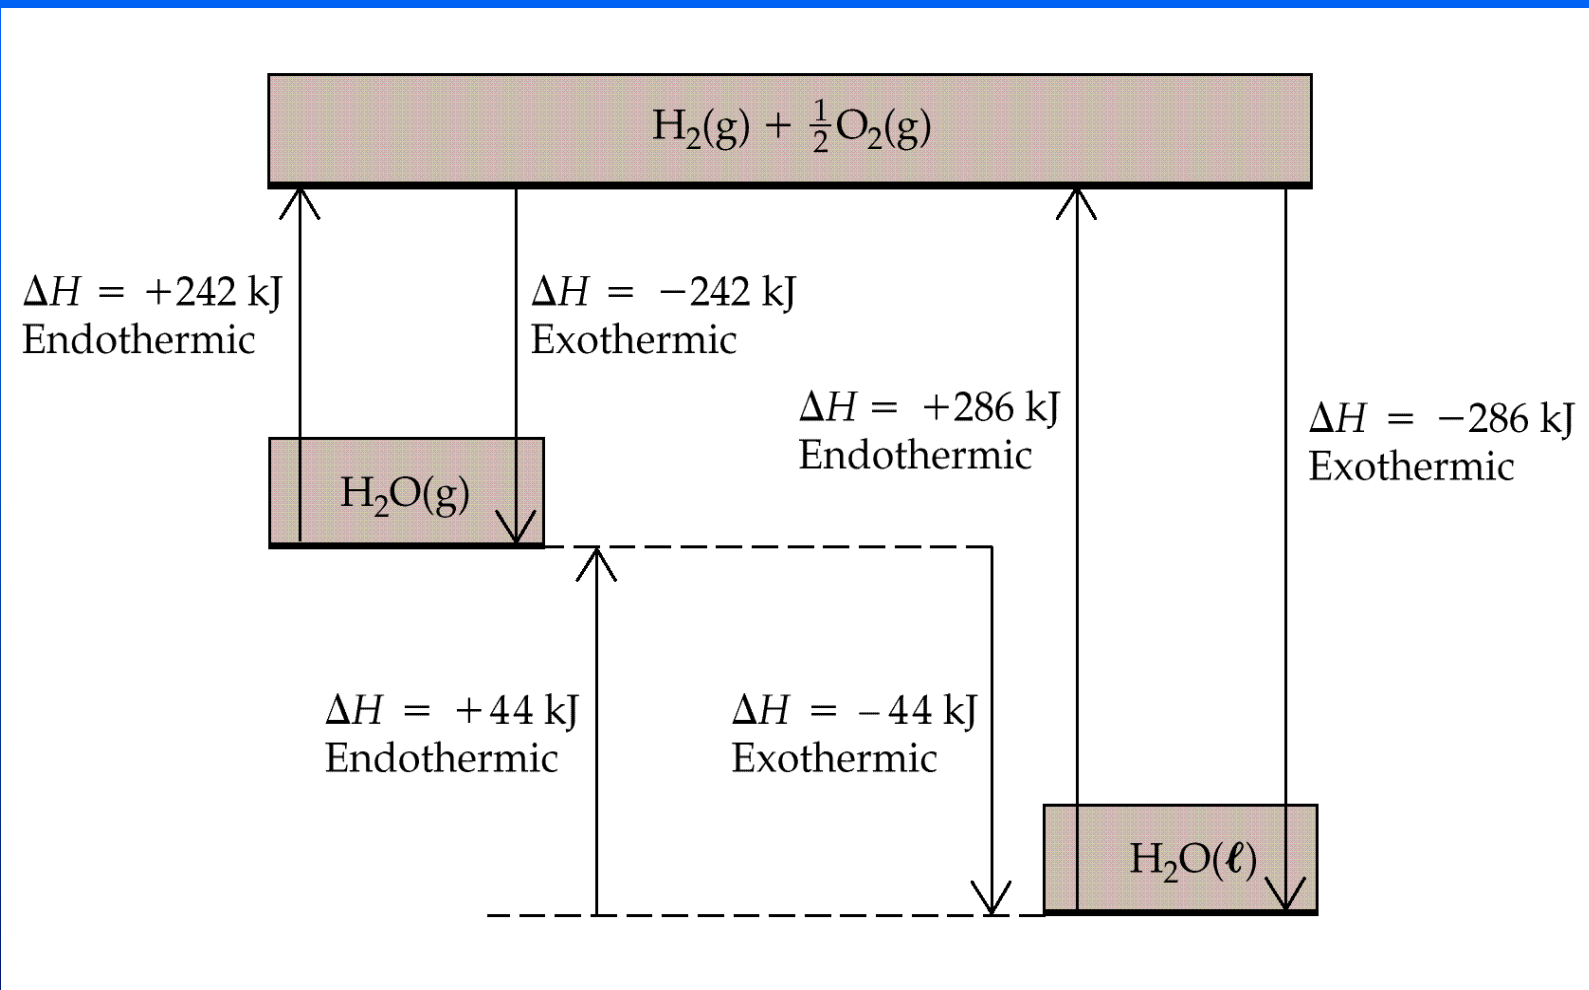 H₂(g) + ½O₂(g)
ΔH = +242 kJ
Endothermic
ΔH = −242 kJ
Exothermic
ΔH = +286 kJ
Endothermic
ΔH = −286 kJ
Exothermic
H₂O(g)
ΔH = +44 kJ
Endothermic
ΔH = −44 kJ
Exothermic
H₂O(ℓ)